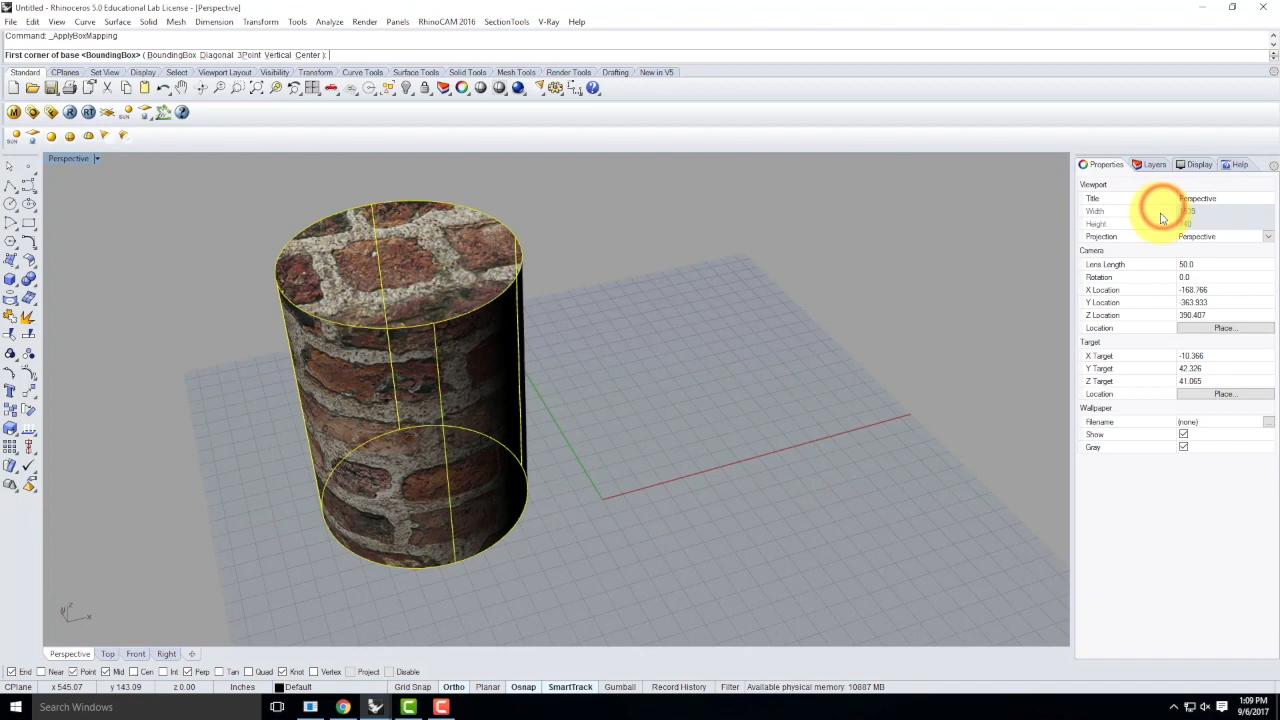 Untitled - Rhinoceros 5.0 Educational Lab License - [Perspective]
File Edit View Curve Surface Solid Mesh Dimension Transform Tools Analyze Render Panels RhinoCAM 2016 SectionTools V-Ray Help
Command: _ApplyBoxMapping
First corner of base <BoundingBox> ( BoundingBox Diagonal 3Point Vertical Center ):
Standard CPlanes Set View Display Select Viewport Layout Visibility Transform Curve Tools Surface Tools Solid Tools Mesh Tools Render Tools Drafting New in V5
M R RT SUN
SUN
Perspective
Properties Layers Display Help
Viewport
Title Perspective
Width
Height
Projection Perspective
Camera
Lens Length 50.0
Rotation 0.0
X Location -168.766
Y Location -363.933
Z Location 390.407
Location Place...
Target
X Target -10.366
Y Target 42.326
Z Target 41.065
Location Place...
Wallpaper
Filename (none) ...
Show
Gray
z
y
x
Perspective Top Front Right
End Near Point Mid Cen Int Perp Tan Quad Knot Vertex Project Disable
CPlane x 545.07 y 143.09 z 0.00 Inches Default Grid Snap Ortho Planar Osnap SmartTrack Gumball Record History Filter Available physical memory: 10887 MB
Search Windows
1:09 PM
9/6/2017